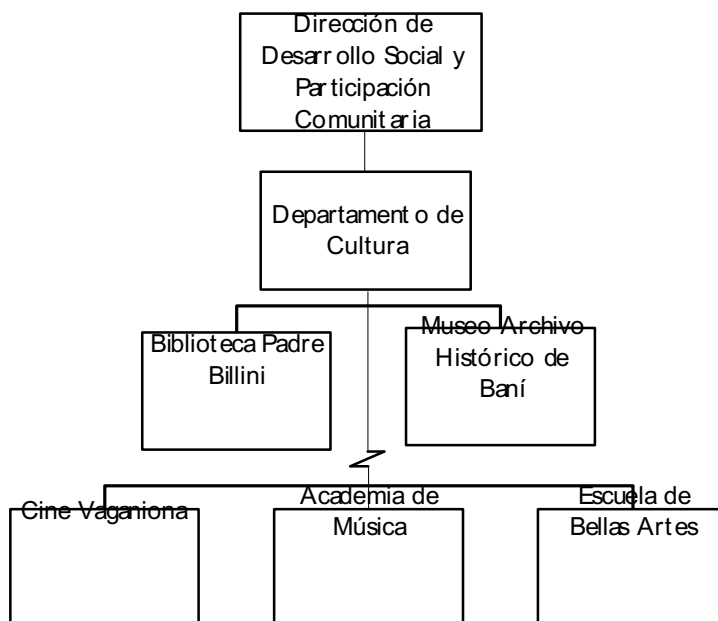 Dirección de
Desarrollo Social y
Participación
Comunitaria
Departamento de
Cultura
Biblioteca Padre
Billini
Museo Archivo
Histórico de
Baní
Cine Vaganiona
Academia de
Música
Escuela de
Bellas Artes